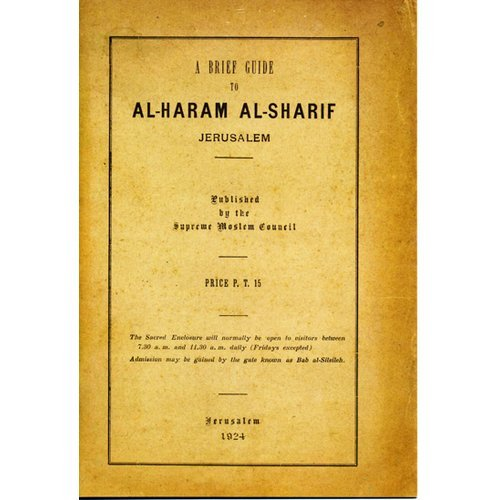 A BRIEF GUIDE
TO
AL-HARAM AL-SHARIF
JERUSALEM
Published
by the
Supreme Moslem Council
PRICE P. T. 15
The Sacred Enclosure will normally be open to visitors between
7.30 a. m. and 11.30 a. m. daily (Fridays excepted)
Admission may be gained by the gate known as Bab al-Silsileh.
Jerusalem
1924